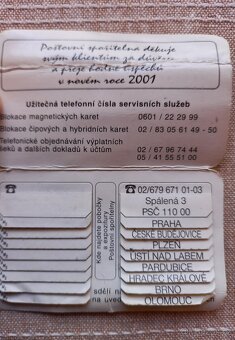 Poštovní spořitelna děkuje
svým klientům za důvěru
a přeje hodně úspěchů
v novém roce 2001
Užitečná telefonní čísla servisních služeb
Blokace magnetických karet 0601 / 22 29 99
Blokace čipových a hybridních karet 02 / 83 05 61 49 - 50
Telefonické objednávání výplatních
šeků a dalších dokladů k účtům 02 / 67 96 74 44
05 / 41 55 51 00
Kde najdete pobočky
a expozitury
Poštovní spořitelny
☎ 02/679 671 01-03
Spálená 3
PSČ 110 00
PRAHA
ČESKÉ BUDĚJOVICE
PLZEŇ
ÚSTÍ NAD LABEM
PARDUBICE
HRADEC KRÁLOVÉ
BRNO
OLOMOUC
sdělí na
na uved